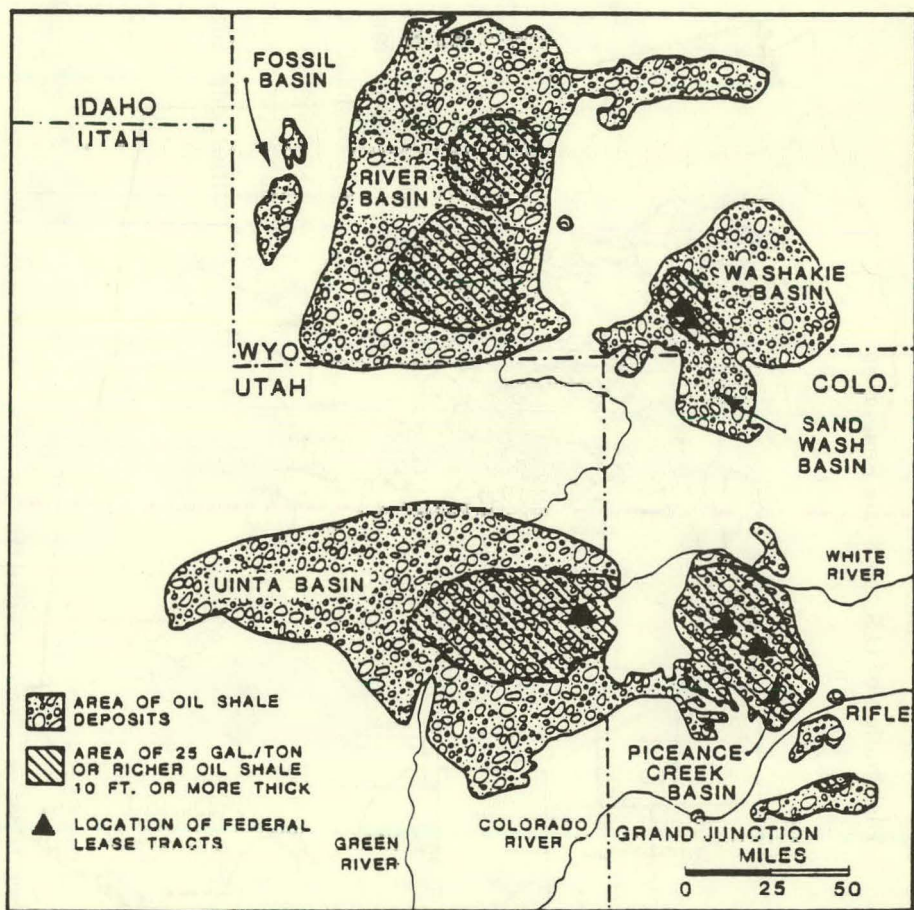 FOSSIL
BASIN
IDAHO
UTAH
RIVER
BASIN
WASHAKIE
BASIN
WYO.
UTAH
COLO.
SAND
WASH
BASIN
UINTA BASIN
WHITE
RIVER
AREA OF OIL SHALE
DEPOSITS
AREA OF 25 GAL./TON
OR RICHER OIL SHALE
10 FT. OR MORE THICK
LOCATION OF FEDERAL
LEASE TRACTS
GREEN
RIVER
COLORADO
RIVER
PICEANCE
CREEK
BASIN
RIFLE
GRAND JUNCTION
MILES
0 25 50